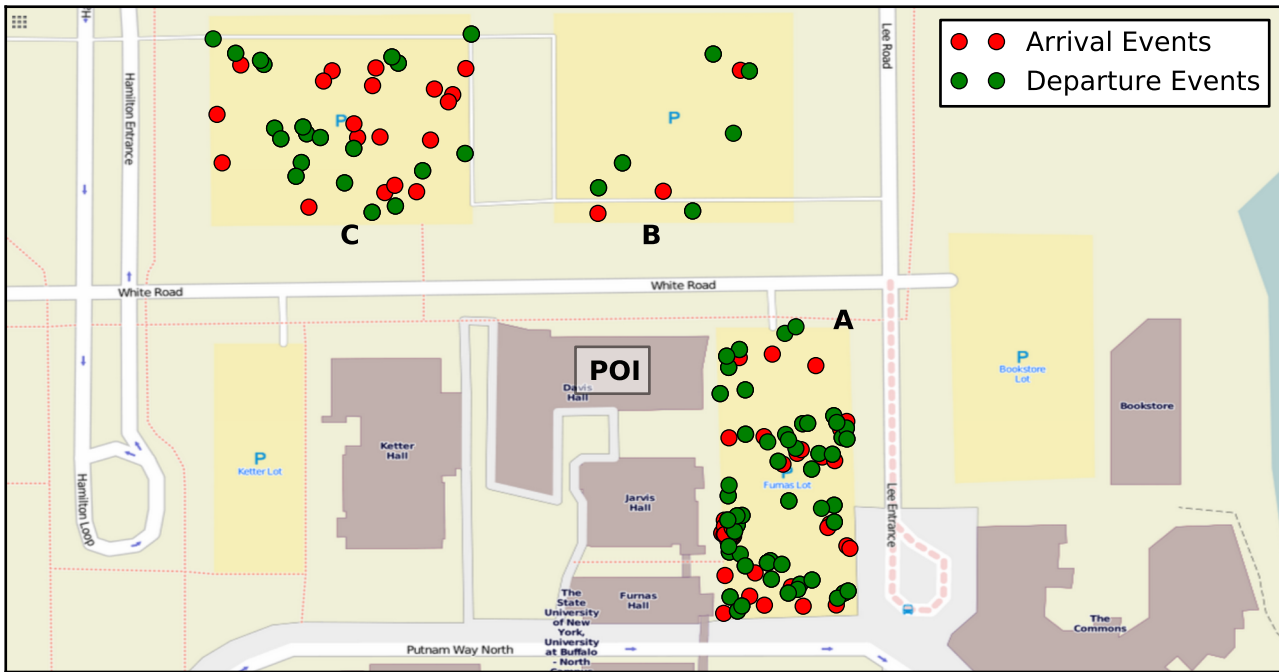 PH
Hamilton Entrance
Lee Road
Arrival Events
Departure Events
P
P
C
B
White Road
White Road
A
POI
Davis
Hall
P
Bookstore
Lot
Bookstore
Ketter
Hall
P
Ketter Lot
P
Furnas Lot
Hamilton Loop
Jarvis
Hall
Lee Entrance
Furnas
Hall
The
State
University
of New
York,
University
at Buffalo
- North
Campus
The
Commons
Putnam Way North